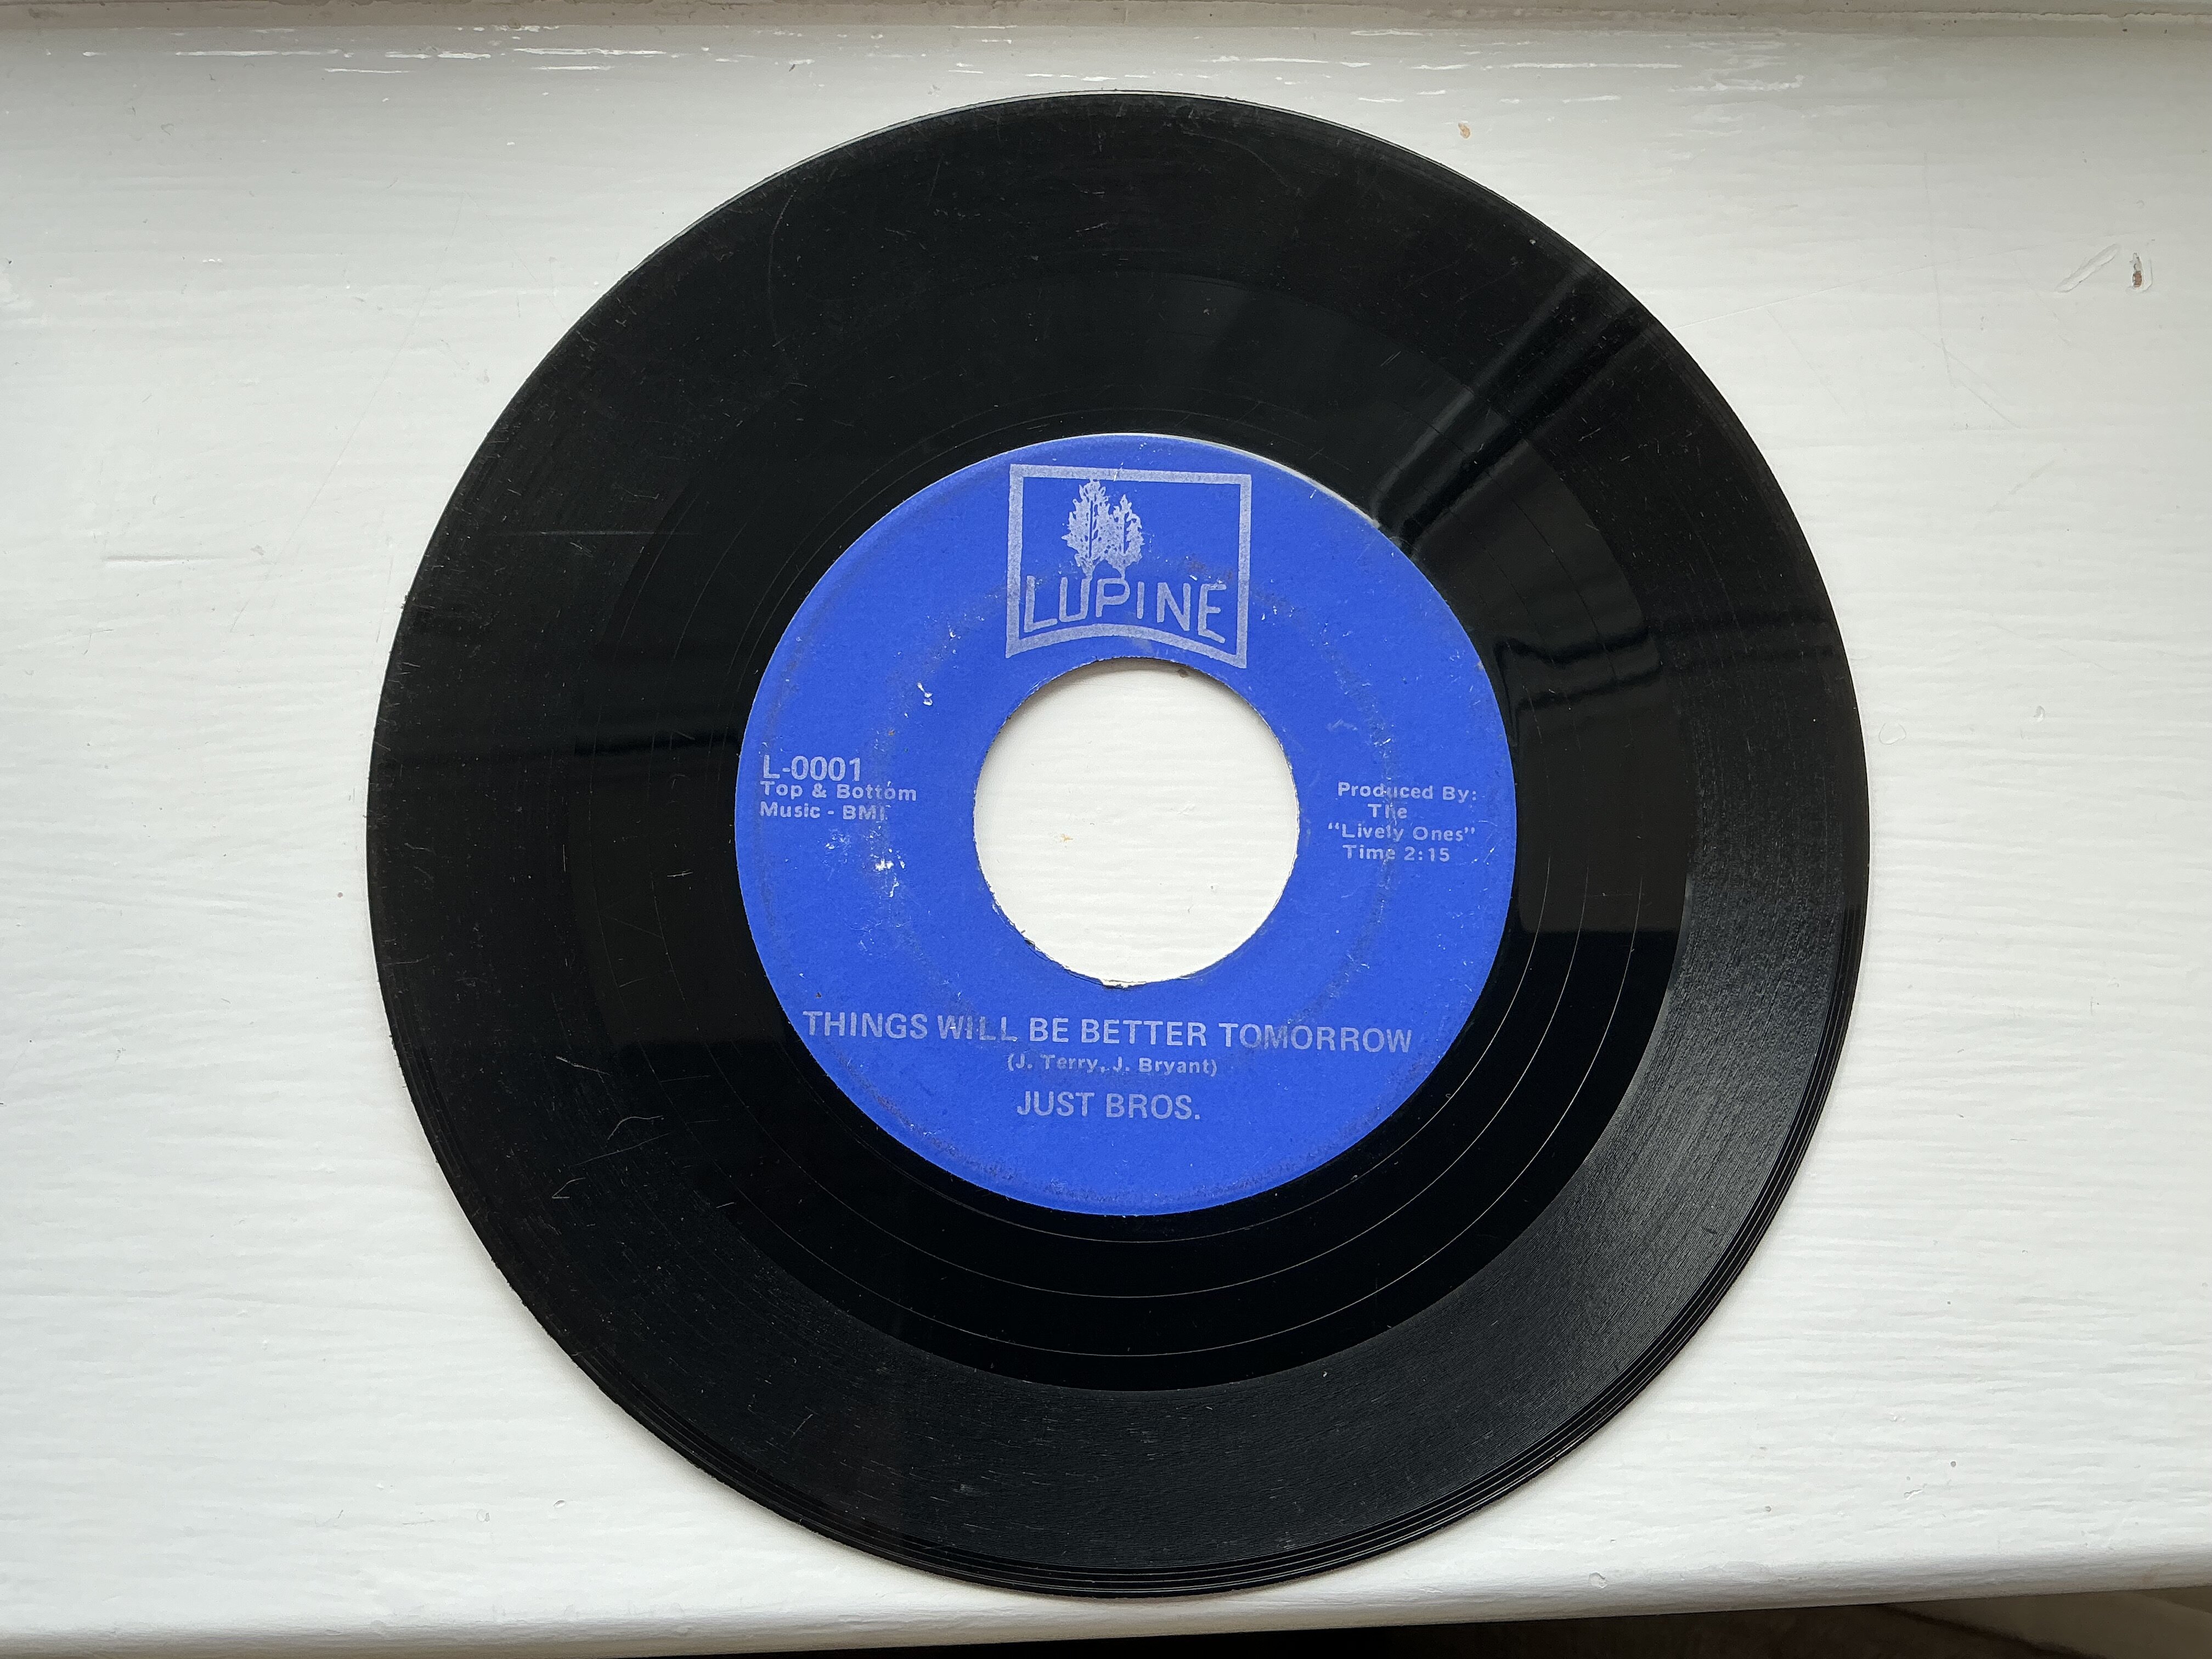 LUPINE
L-0001
Top & Bottom
Music - BMI
Produced By:
The
"Lively Ones"
Time 2:15
THINGS WILL BE BETTER TOMORROW
(J. Terry, J. Bryant)
JUST BROS.